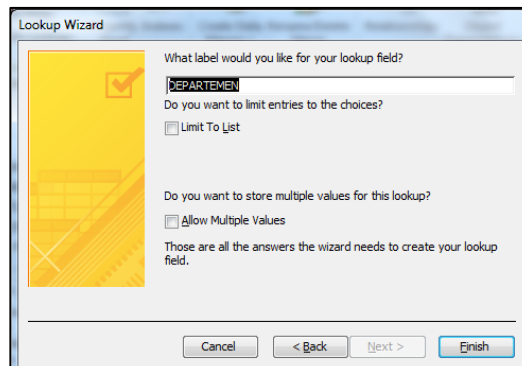 Lookup Wizard
What label would you like for your lookup field?
DEPARTEMEN
Do you want to limit entries to the choices?
Limit To List
Do you want to store multiple values for this lookup?
Allow Multiple Values
Those are all the answers the wizard needs to create your lookup
field.
Cancel
< Back
Next >
Finish